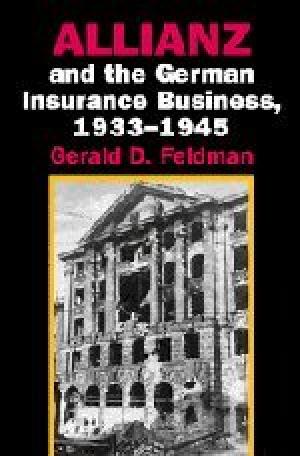 ALLIANZ
and the German
Insurance Business,
1933–1945
Gerald D. Feldman